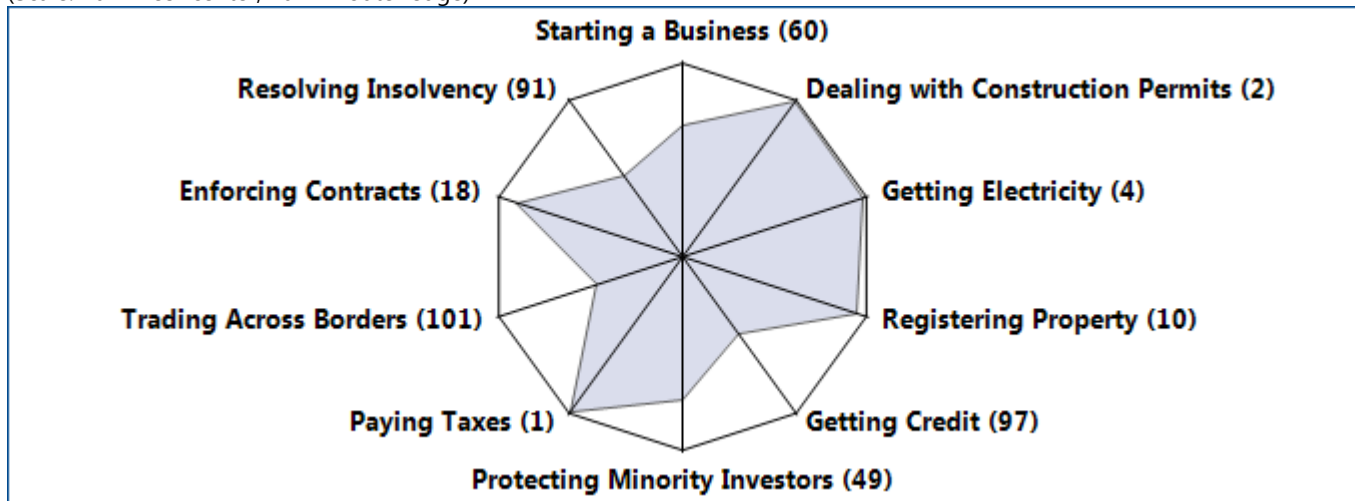 Starting a Business (60)
Resolving Insolvency (91)
Dealing with Construction Permits (2)
Enforcing Contracts (18)
Getting Electricity (4)
Trading Across Borders (101)
Registering Property (10)
Paying Taxes (1)
Getting Credit (97)
Protecting Minority Investors (49)